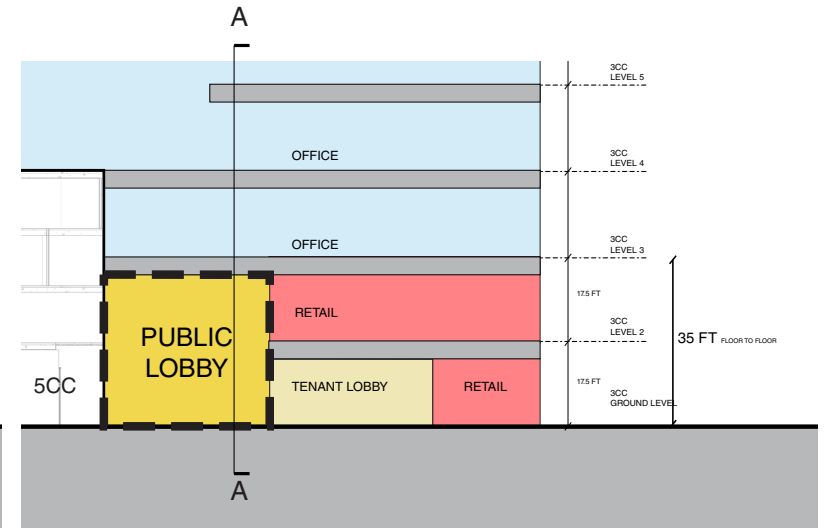 A
3CC
LEVEL 5
OFFICE
3CC
LEVEL 4
OFFICE
3CC
LEVEL 3
17.5 FT
RETAIL
3CC
LEVEL 2
PUBLIC
LOBBY
35 FT FLOOR TO FLOOR
5CC
TENANT LOBBY
RETAIL
17.5 FT
3CC
GROUND LEVEL
A